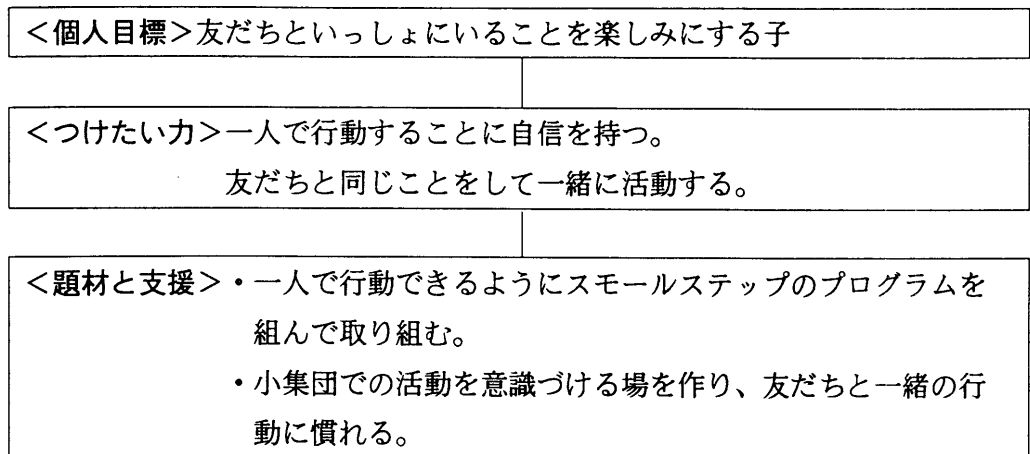 ＜個人目標＞友だちといっしょにいることを楽しみにする子
＜つけたい力＞一人で行動することに自信を持つ。
友だちと同じことをして一緒に活動する。
＜題材と支援＞・一人で行動できるようにスモールステップのプログラムを
組んで取り組む。
・小集団での活動を意識づける場を作り、友だちと一緒の行
動に慣れる。